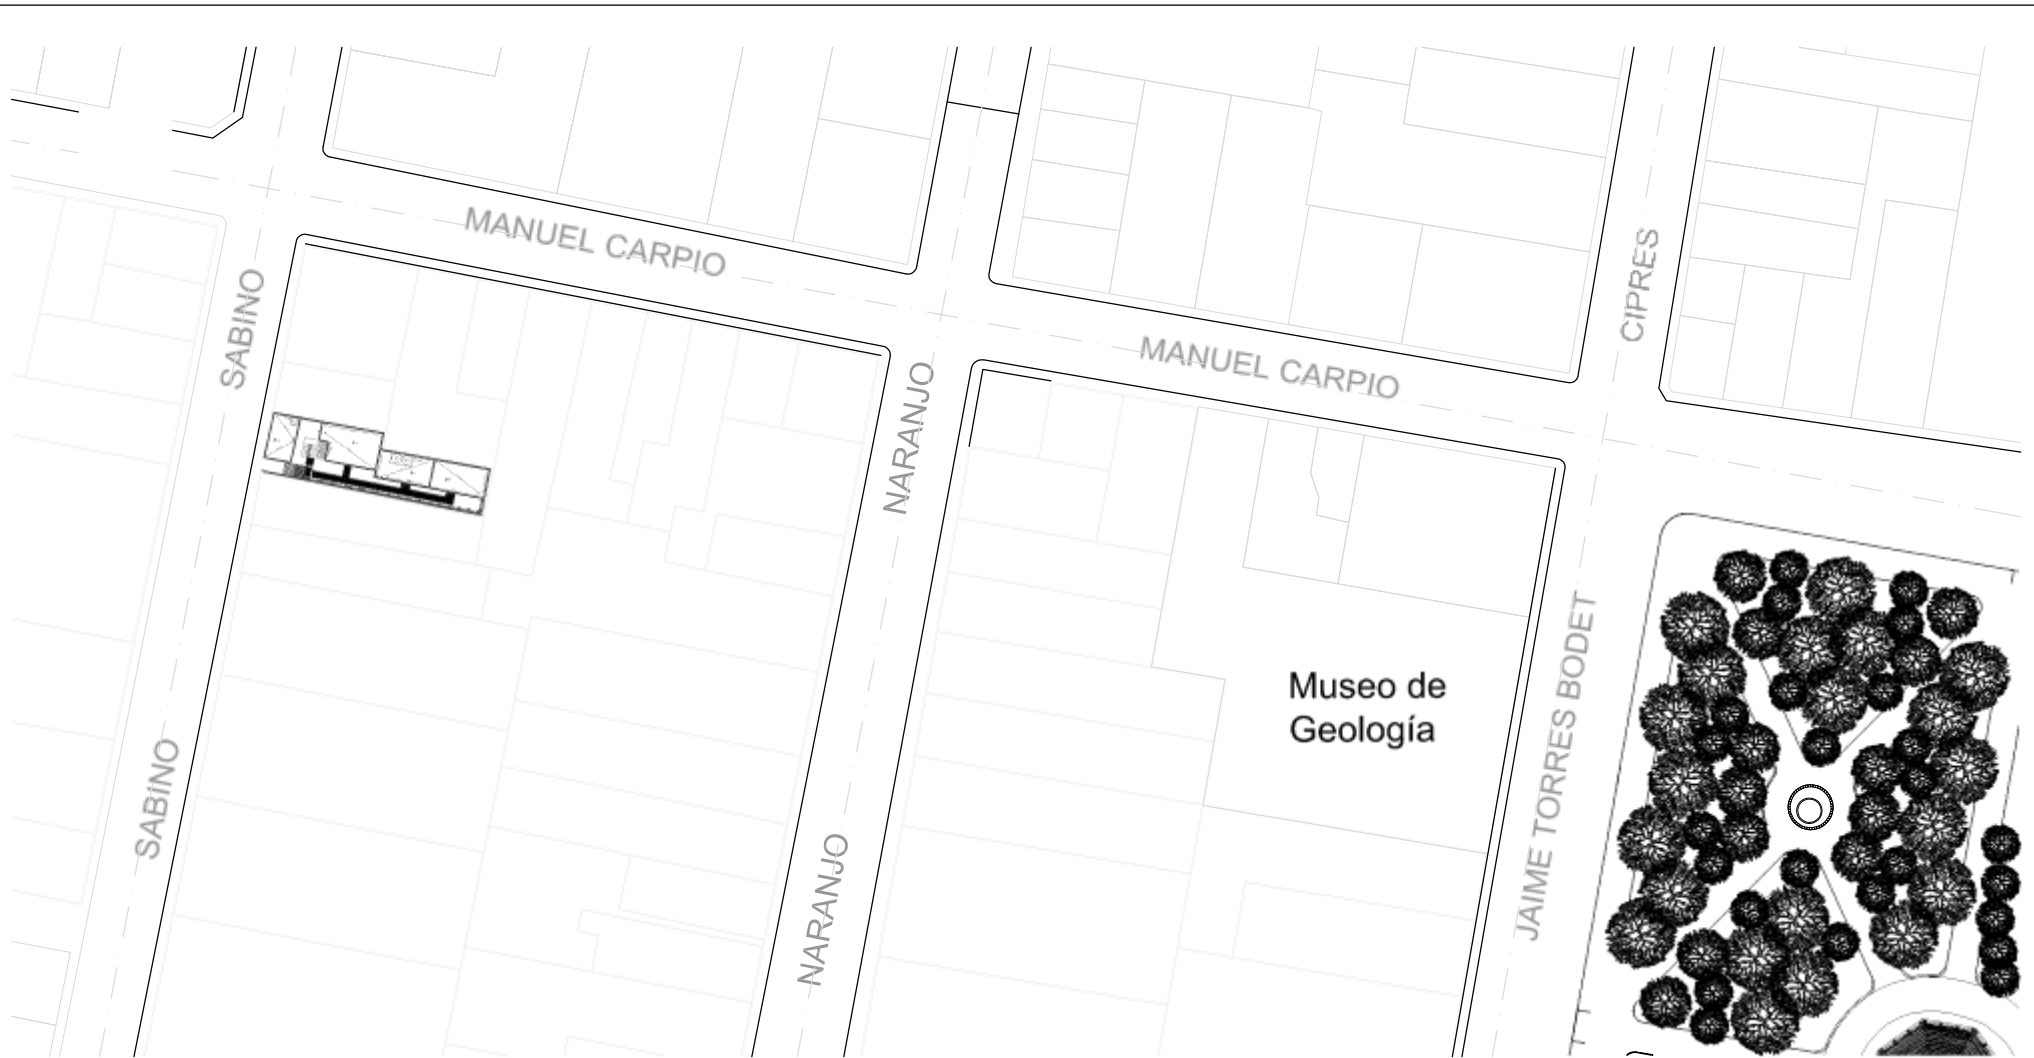 MANUEL CARPIO
CIPRES
SABINO
MANUEL CARPIO
NARANJO
JAIME TORRES BODET
Museo de
Geología
SABINO
NARANJO